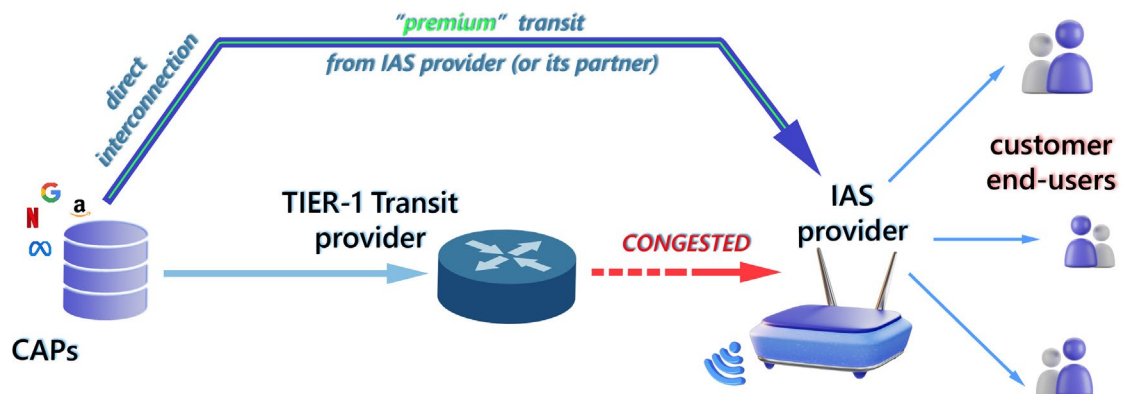 "premium" transit
from IAS provider (or its partner)
direct
interconnection
customer
end-users
TIER-1 Transit
provider
IAS
provider
CONGESTED
CAPs
G
a
N